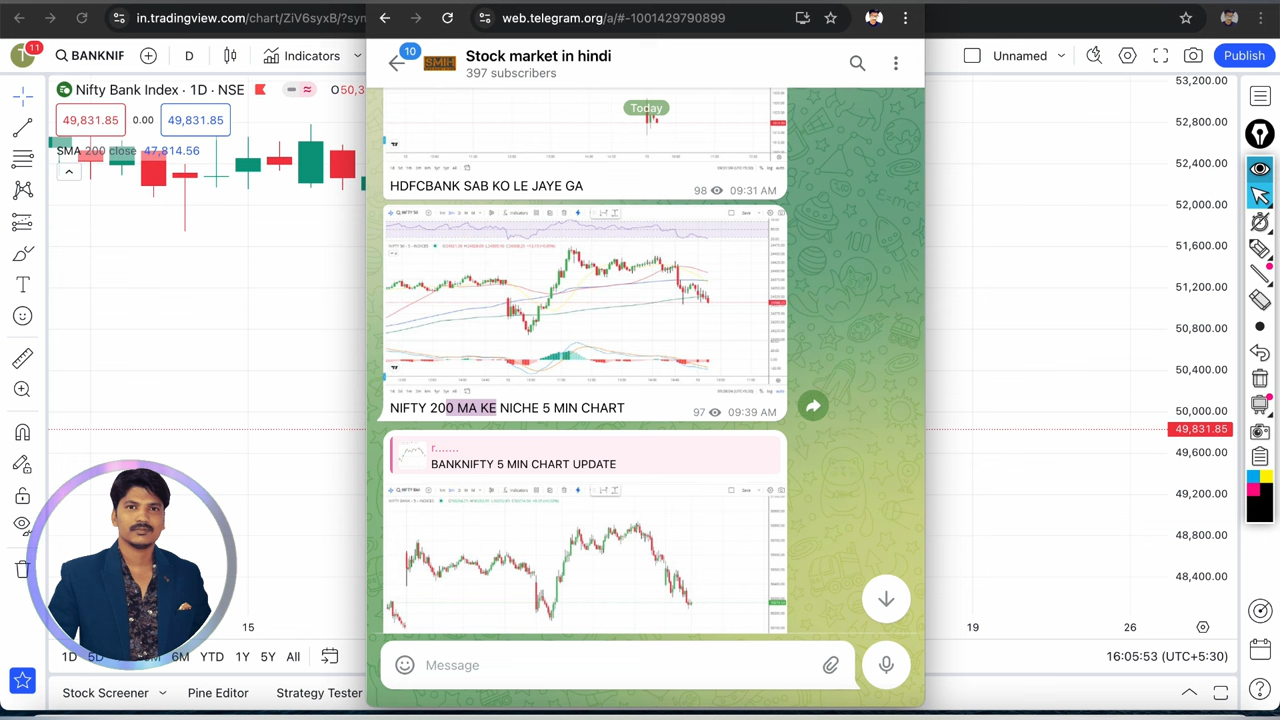 in.tradingview.com/chart/ZiV6syxB/?syn
web.telegram.org/a/#-1001429790899
11
BANKNIF
D
Indicators
10
Stock market in hindi
397 subscribers
Unnamed
Publish
Nifty Bank Index · 1D · NSE
O50,3
49,831.85
0.00
49,831.85
SMA 200 close 47,814.56
Today
HDFCBANK SAB KO LE JAYE GA
98
09:31 AM
NIFTY 200 MA KE NICHE 5 MIN CHART
97
09:39 AM
r.......
BANKNIFTY 5 MIN CHART UPDATE
Message
53,200.00
52,800.00
52,400.00
52,000.00
51,600.00
51,200.00
50,800.00
50,400.00
50,000.00
49,831.85
49,600.00
49,200.00
48,800.00
48,400.00
15
19
26
1D
5D
6M
YTD
1Y
5Y
All
16:05:53 (UTC+5:30)
Stock Screener
Pine Editor
Strategy Tester